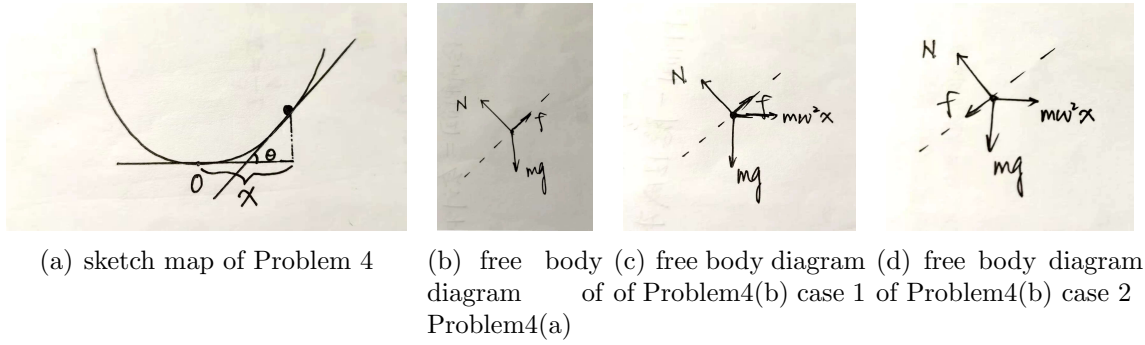 0
x
θ
N
f
mg
N
f
mω²x
mg
N
f
mω²x
mg
(a) sketch map of Problem 4
(b) free body diagram of Problem4(a)
(c) free body diagram of Problem4(b) case 1
(d) free body diagram of Problem4(b) case 2